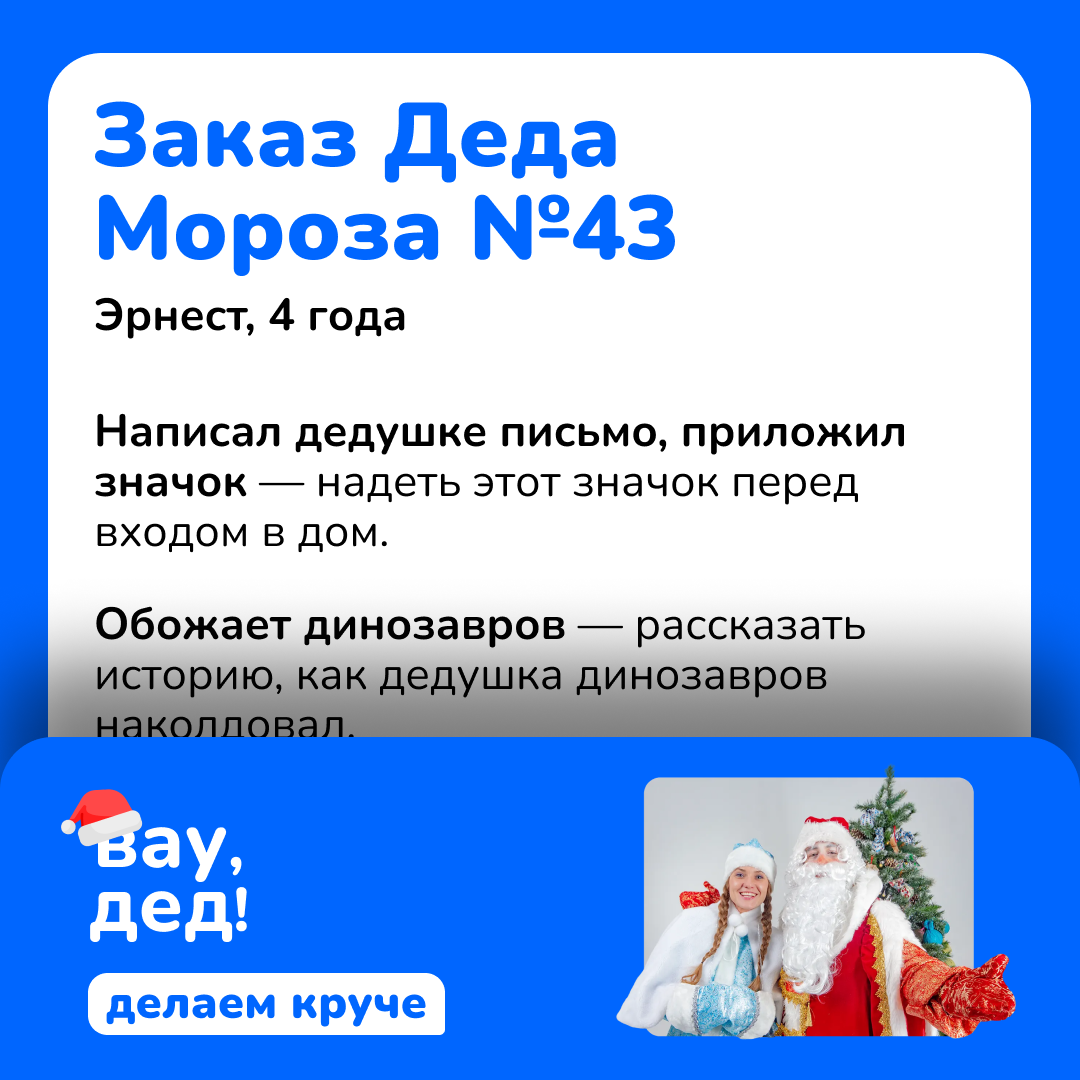 Заказ Деда
Мороза №43
Эрнест, 4 года
Написал дедушке письмо, приложил
значок — надеть этот значок перед
входом в дом.
Обожает динозавров — рассказать
историю, как дедушка динозавров
наколдовал.
вау,
дед!
делаем круче